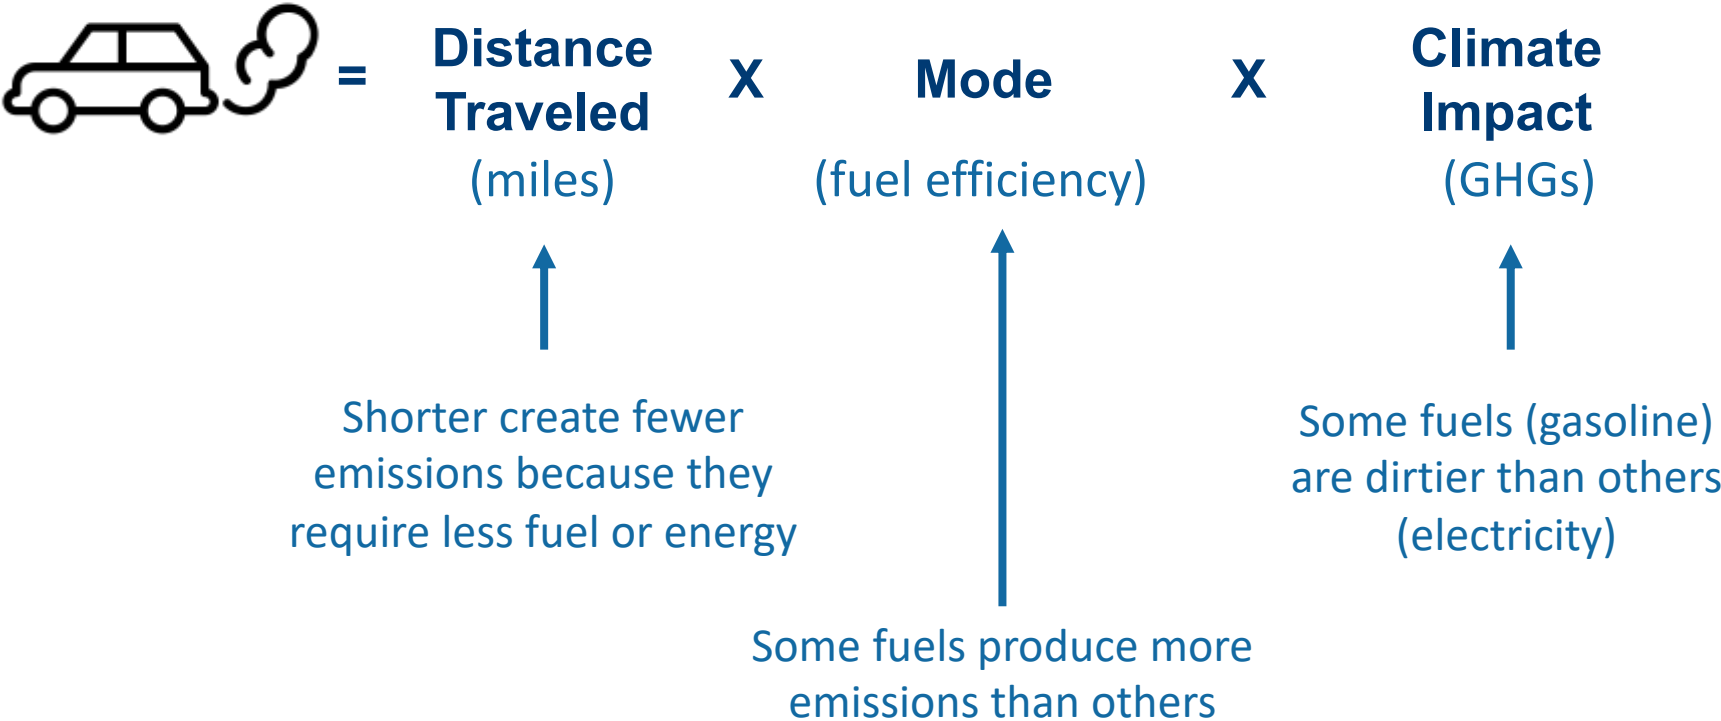 = Distance Traveled X Mode X Climate Impact
(miles) (fuel efficiency) (GHGs)
Shorter create fewer
emissions because they
require less fuel or energy
Some fuels produce more
emissions than others
Some fuels (gasoline)
are dirtier than others
(electricity)